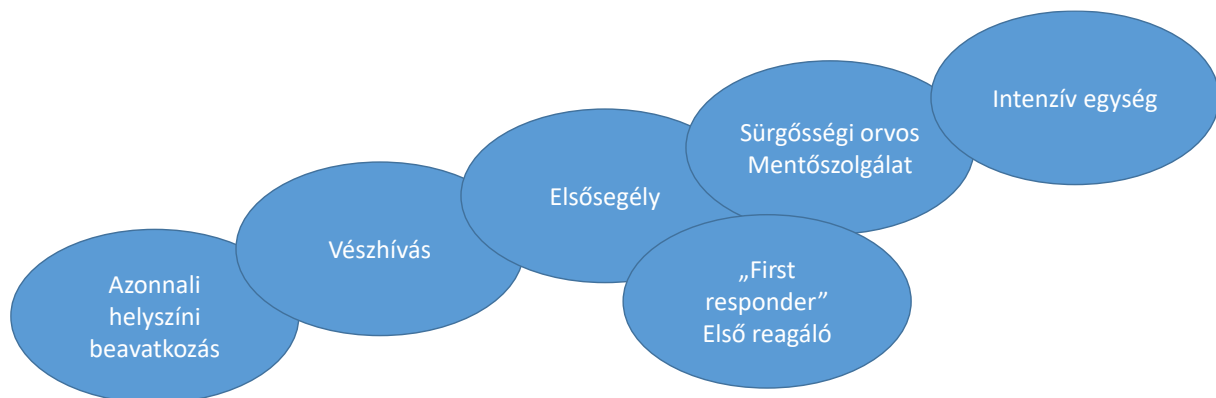 Azonnali
helyszíni
beavatkozás
Vészhívás
Elsősegély
Sürgősségi orvos
Mentőszolgálat
„First
responder”
Első reagáló
Intenzív egység